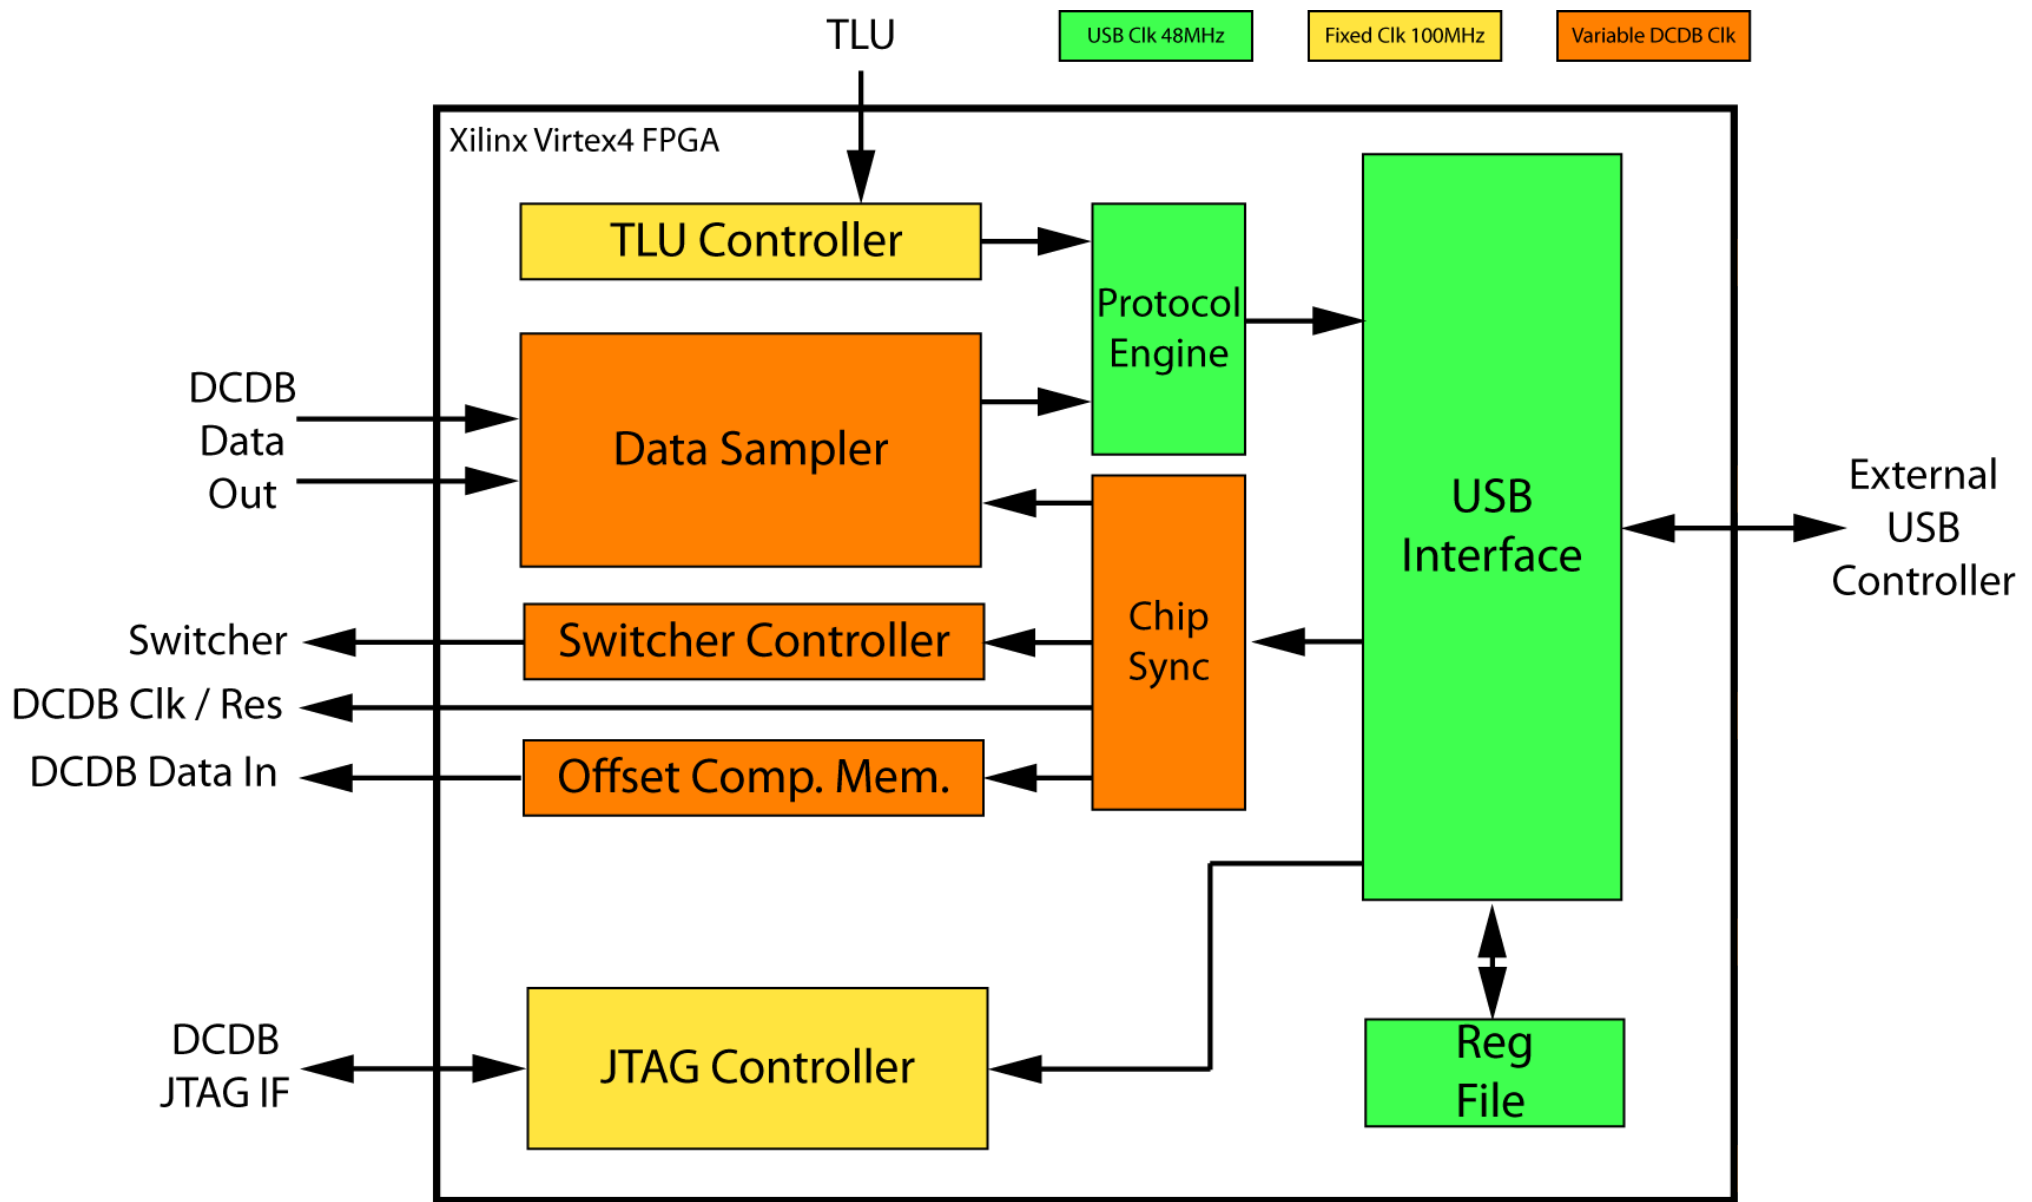 TLU
USB Clk 48MHz
Fixed Clk 100MHz
Variable DCDB Clk
Xilinx Virtex4 FPGA
TLU Controller
Protocol
Engine
DCDB
Data
Out
Data Sampler
USB
Interface
External
USB
Controller
Chip
Sync
Switcher
Switcher Controller
DCDB Clk / Res
DCDB Data In
Offset Comp. Mem.
DCDB
JTAG IF
JTAG Controller
Reg
File